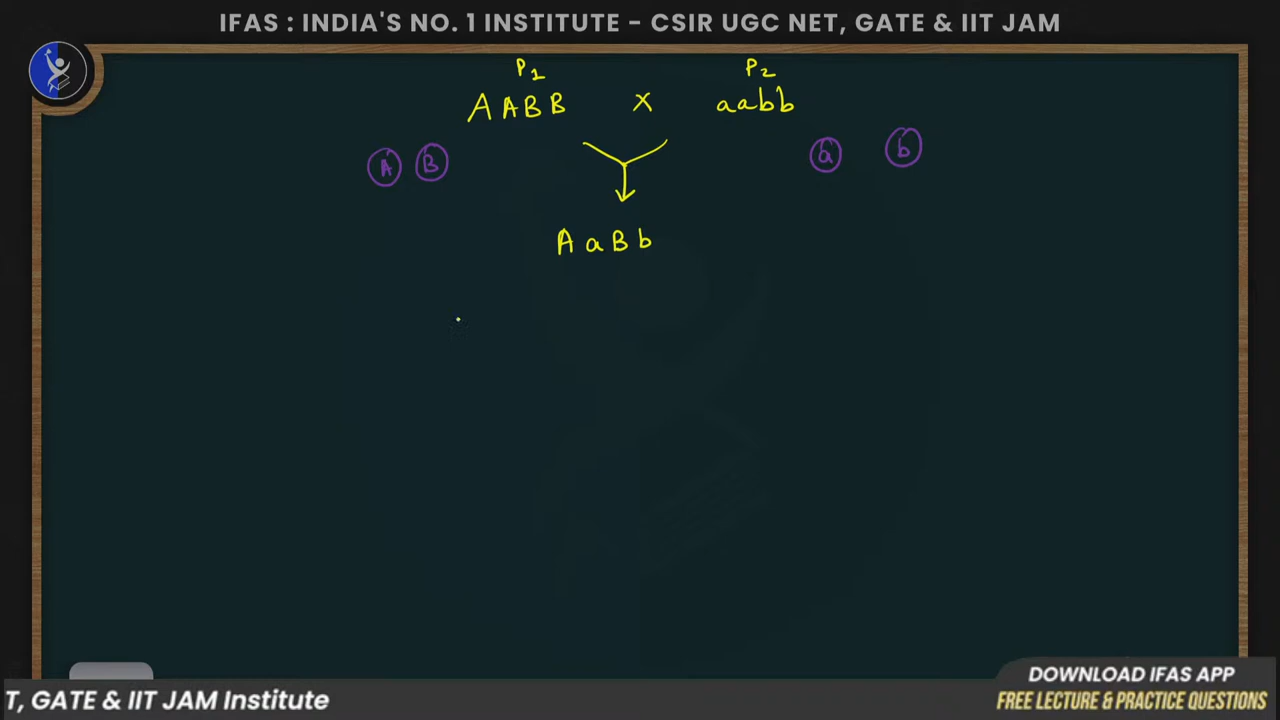 IFAS : INDIA'S NO. 1 INSTITUTE - CSIR UGC NET, GATE & IIT JAM
P1 P2
AABB x aabb
A B a b
AaBb
DOWNLOAD IFAS APP
T, GATE & IIT JAM Institute
FREE LECTURE & PRACTICE QUESTIONS